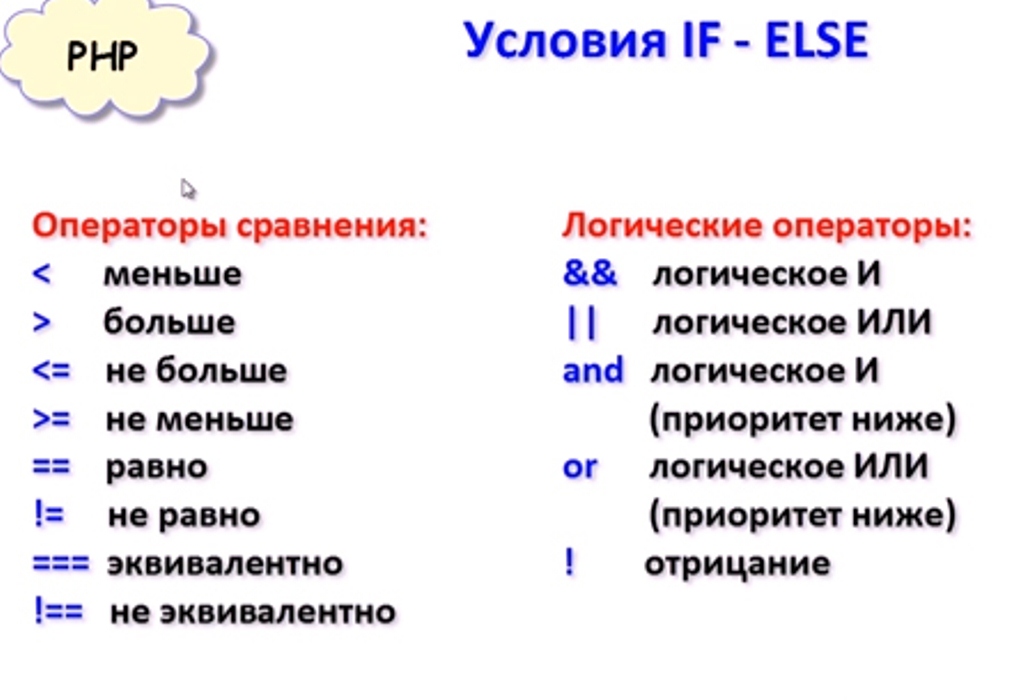 PHP
Условия IF - ELSE
Операторы сравнения:
< меньше
> больше
<= не больше
>= не меньше
== равно
!= не равно
=== эквивалентно
!== не эквивалентно
Логические операторы:
&& логическое И
|| логическое ИЛИ
and логическое И
(приоритет ниже)
or логическое ИЛИ
(приоритет ниже)
! отрицание